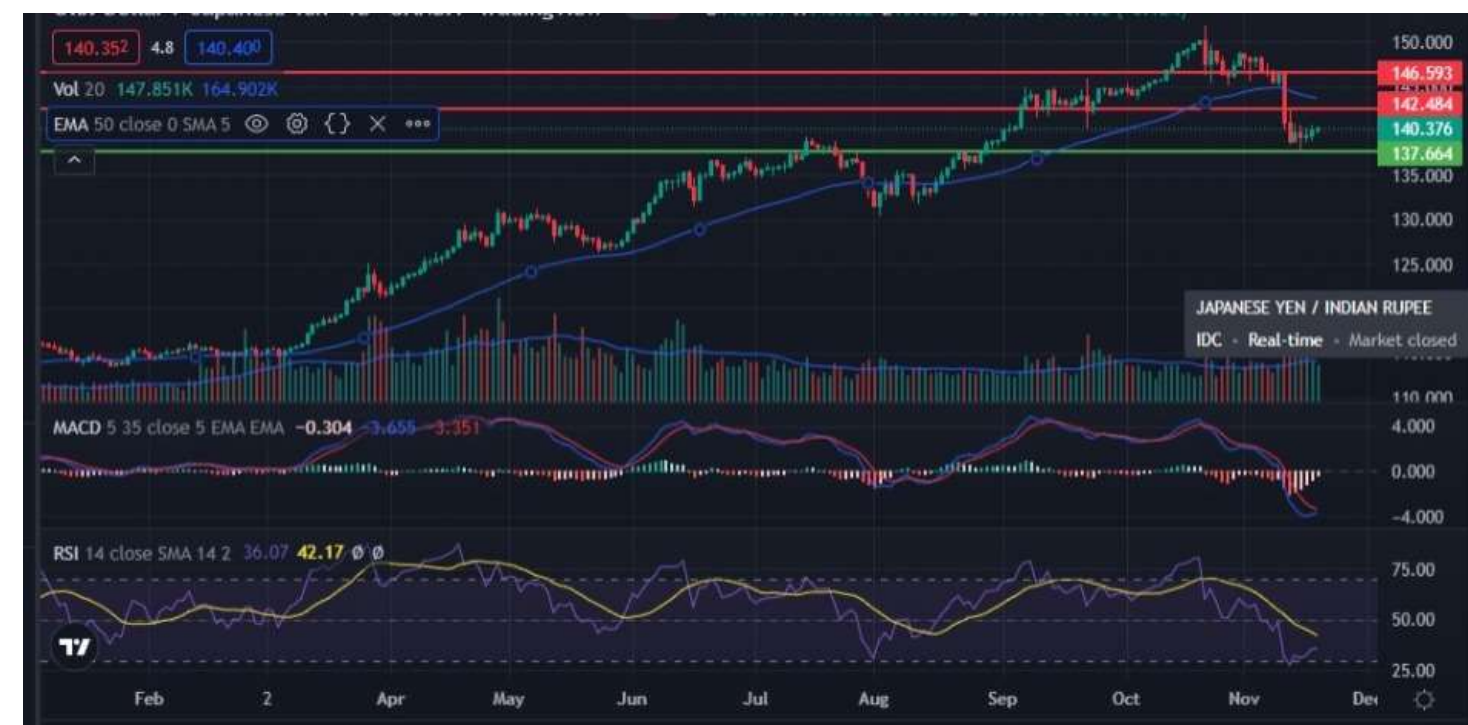 140.352 4.8 140.400
Vol 20 147.851K 164.902K
EMA 50 close 0 SMA 5
150.000
146.593
142.484
140.376
137.664
135.000
130.000
125.000
JAPANESE YEN / INDIAN RUPEE
IDC • Real-time • Market closed
110.000
MACD 5 35 close 5 EMA EMA −0.304 −3.655 −3.351
4.000
0.000
−4.000
RSI 14 close SMA 14 2 36.07 42.17 Ø Ø
75.00
50.00
25.00
Feb 2 Apr May Jun Jul Aug Sep Oct Nov Dec